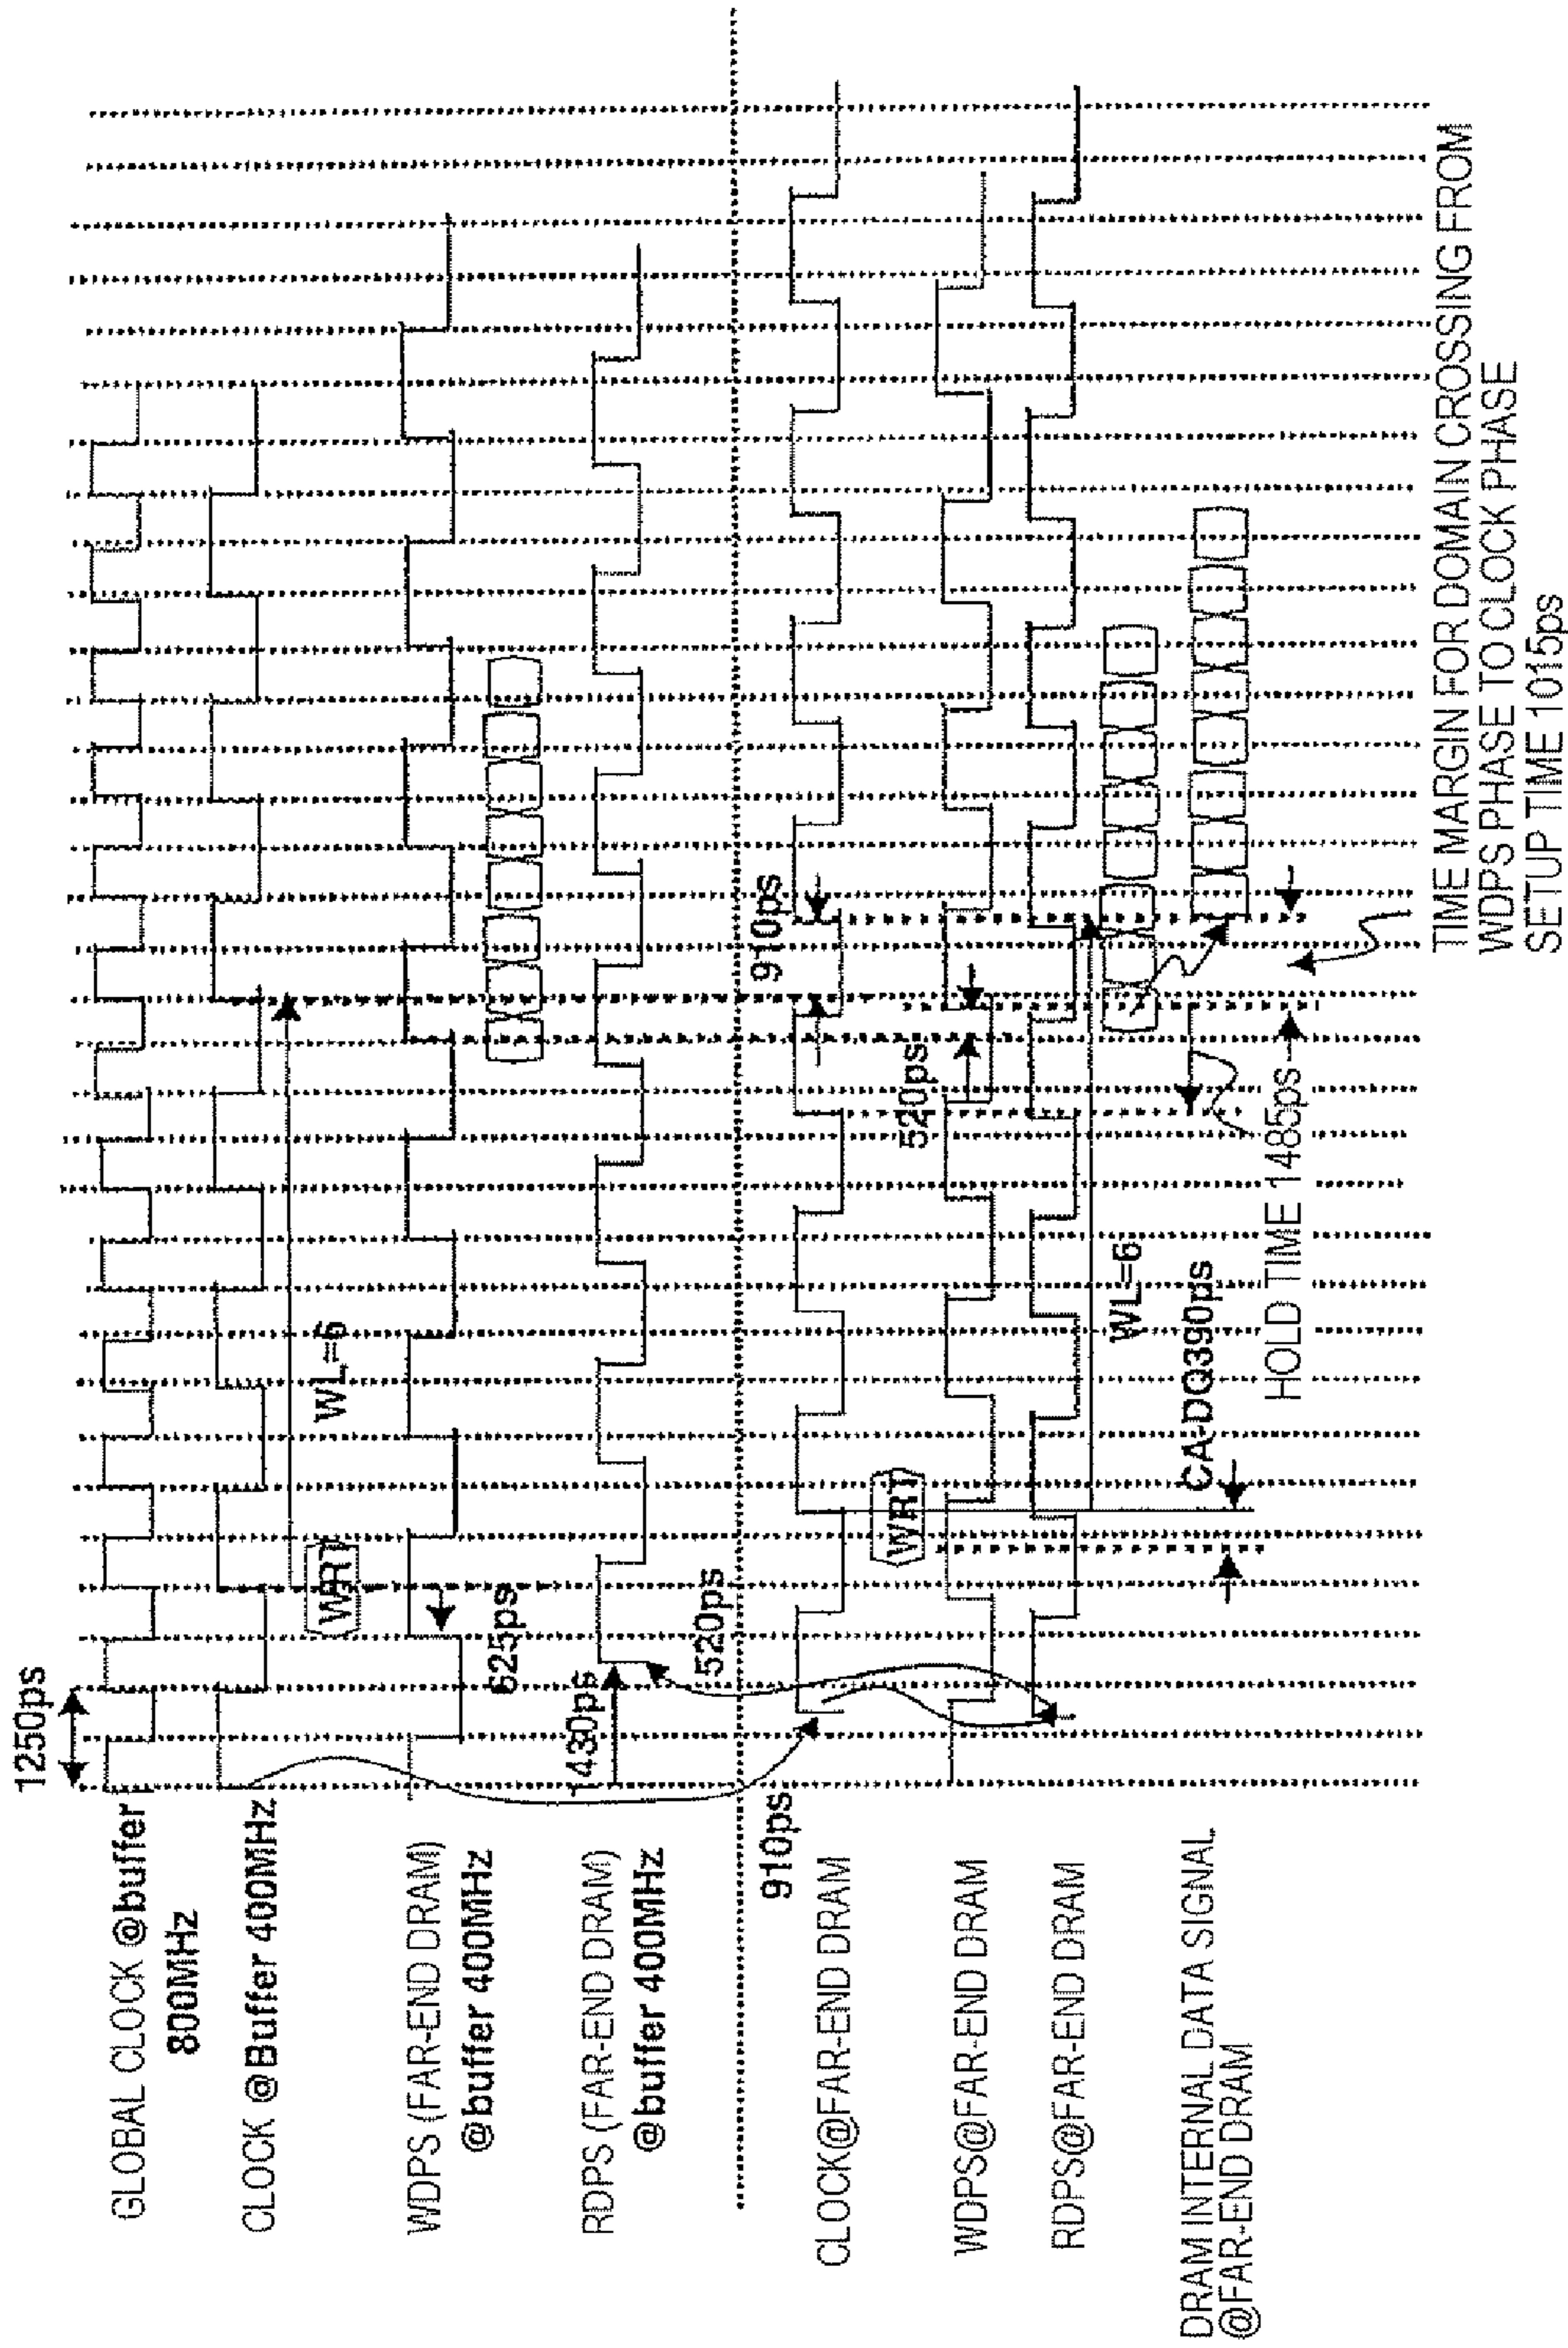 1250ps
GLOBAL CLOCK @buffer
800MHz
CLOCK @Buffer 400MHz
WL=6
WRT
WDPS (FAR-END DRAM)
@buffer 400MHz
625ps
RDPS (FAR-END DRAM)
@buffer 400MHz
1430ps
520ps
910ps
910ps
CLOCK@FAR-END DRAM
WRT
520ps
WDPS@FAR-END DRAM
RDPS@FAR-END DRAM
WL=6
CA-DQ390ps
DRAM INTERNAL DATA SIGNAL
@FAR-END DRAM
HOLD TIME 1485ps
TIME MARGIN FOR DOMAIN CROSSING FROM
WDPS PHASE TO CLOCK PHASE
SETUP TIME 1015ps